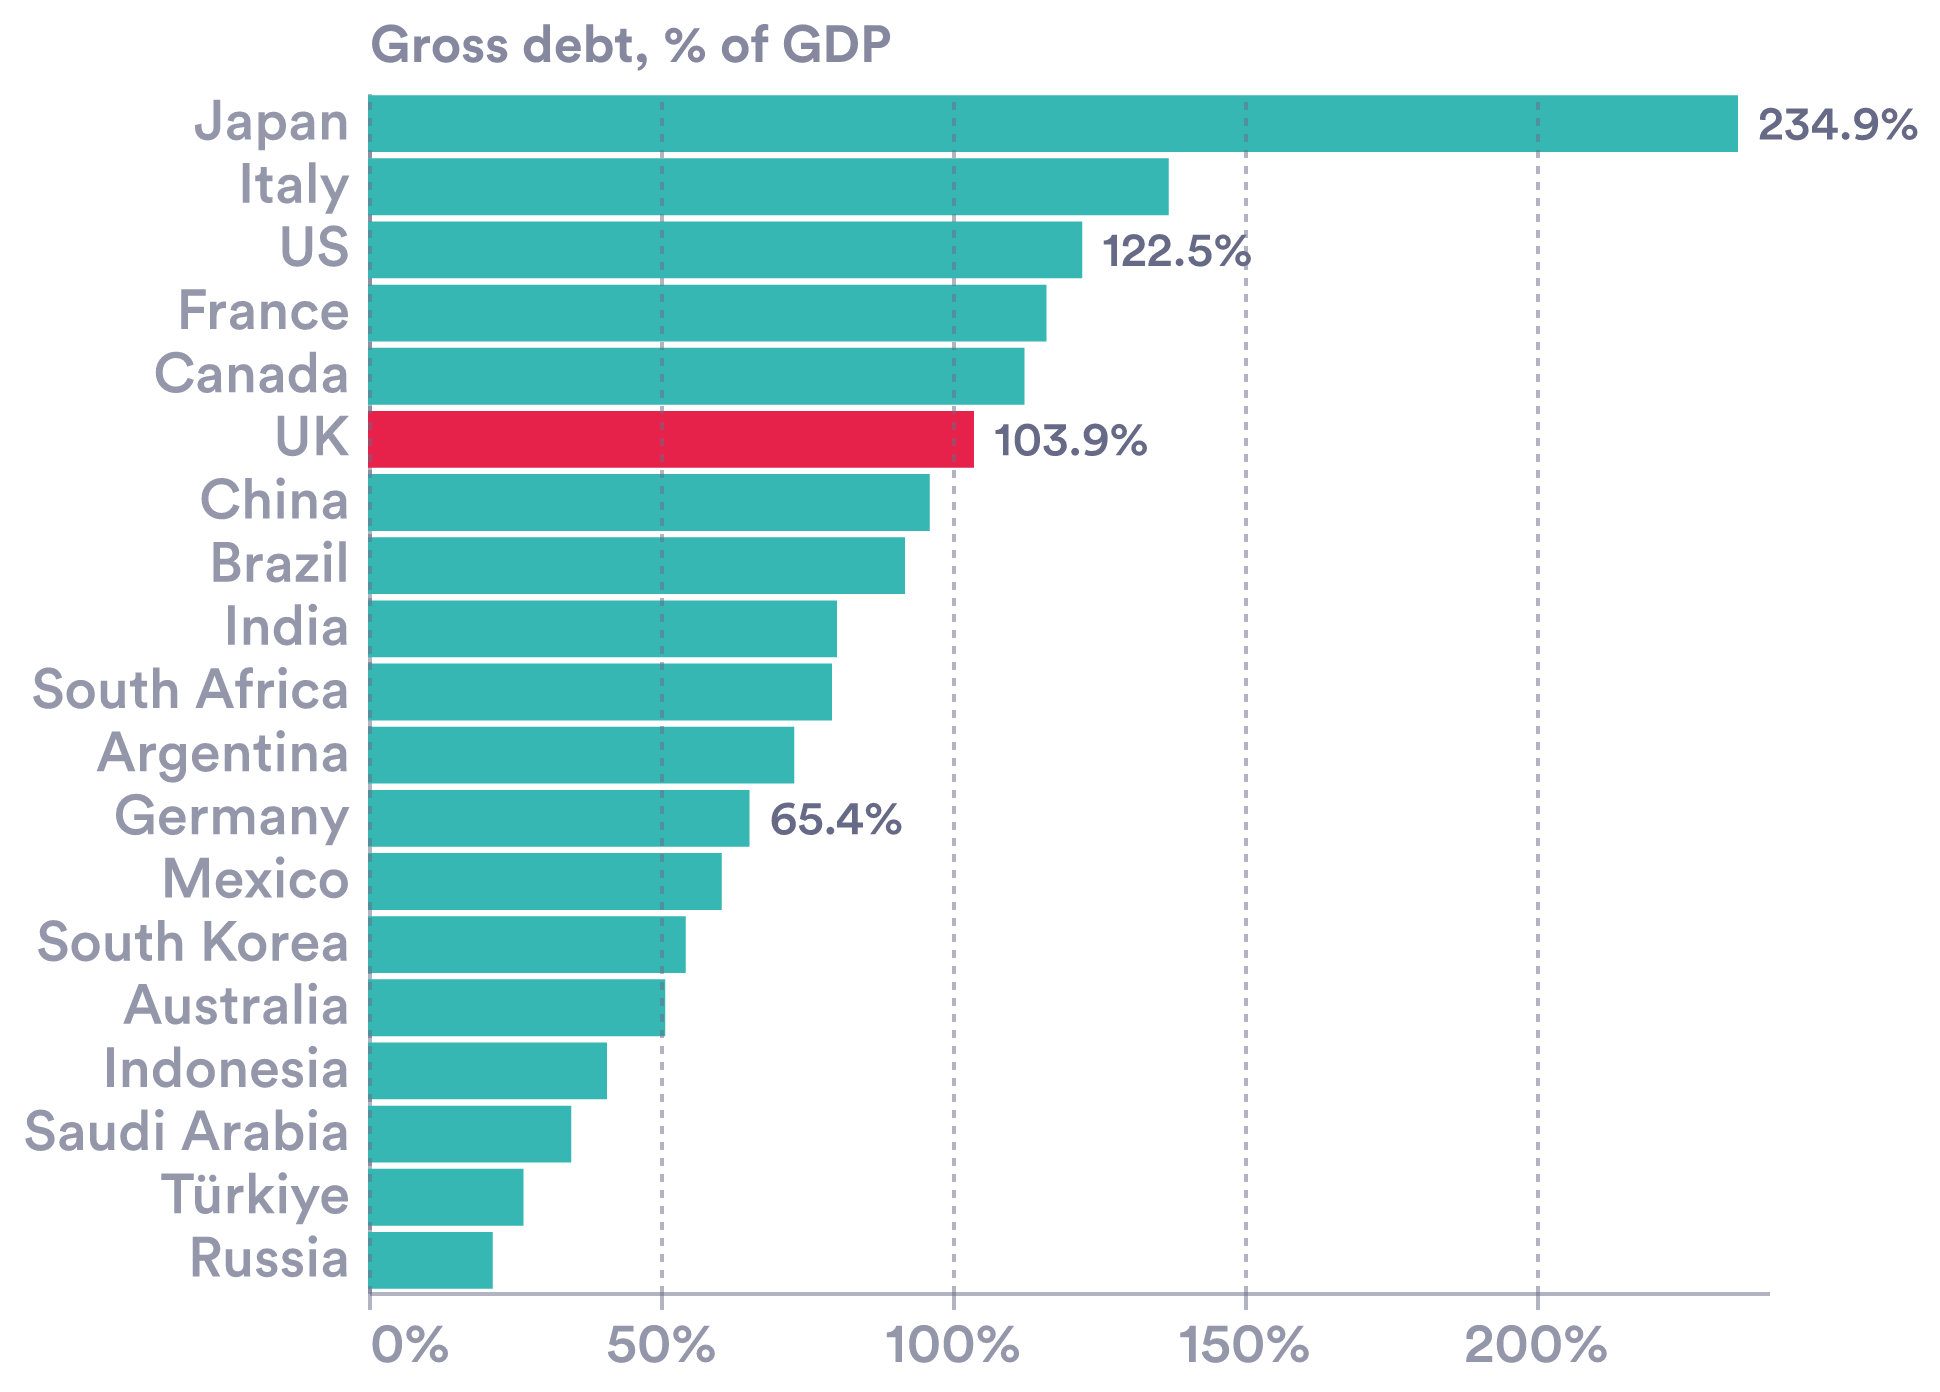 Gross debt, % of GDP
Japan 234.9%
Italy
US 122.5%
France
Canada
UK 103.9%
China
Brazil
India
South Africa
Argentina
Germany 65.4%
Mexico
South Korea
Australia
Indonesia
Saudi Arabia
Türkiye
Russia
0% 50% 100% 150% 200%